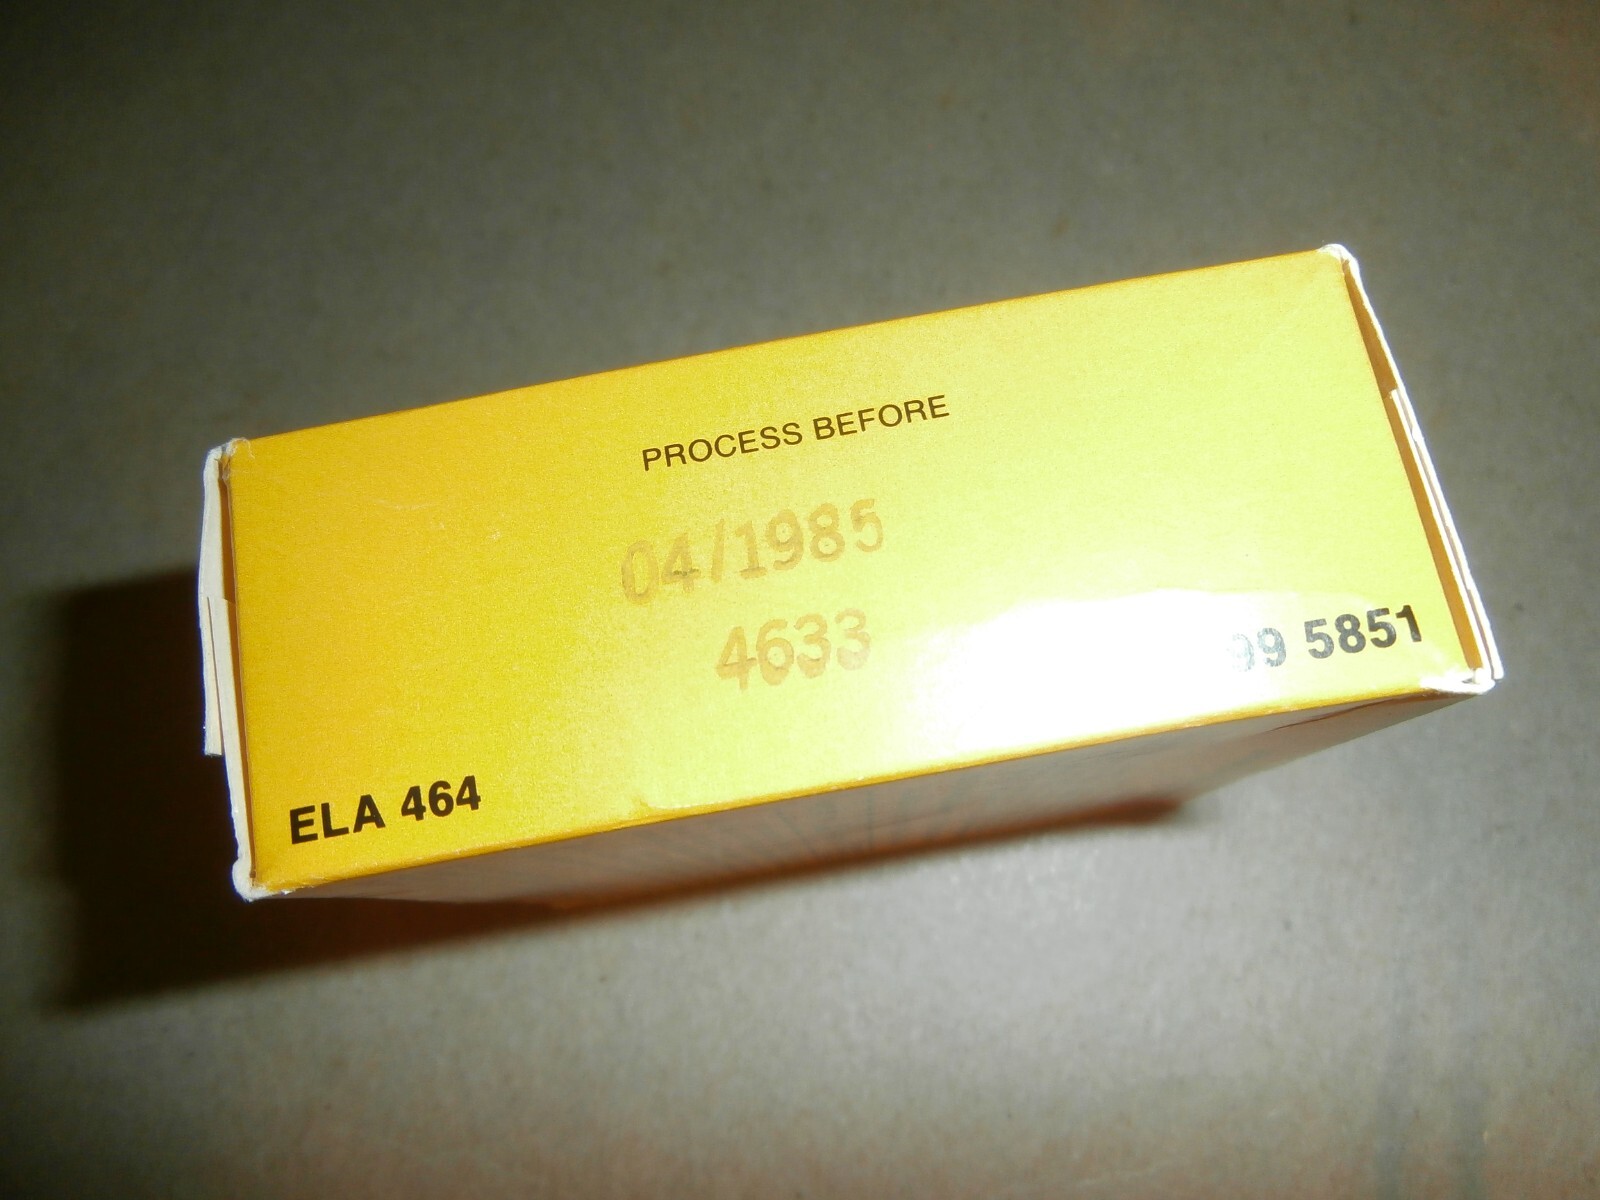 PROCESS BEFORE
04/1985
4633
99 5851
ELA 464